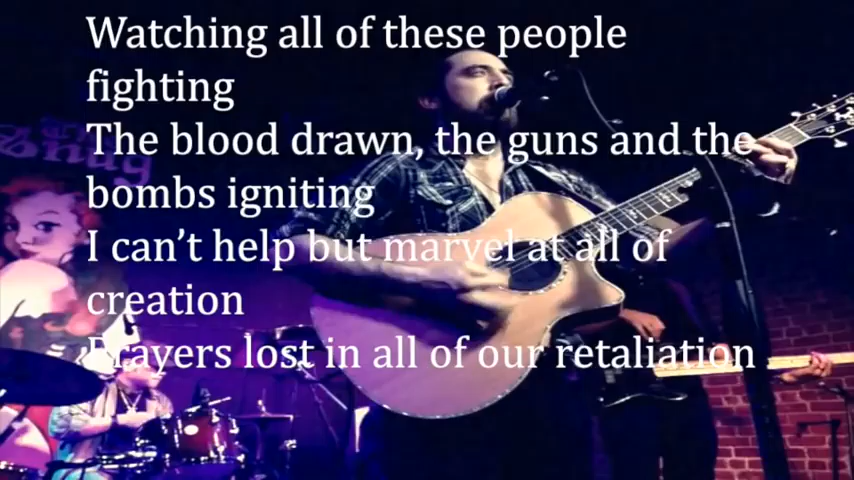 Watching all of these people
fighting
The blood drawn, the guns and the
bombs igniting
I can't help but marvel at all of
creation
Prayers lost in all of our retaliation
Snug